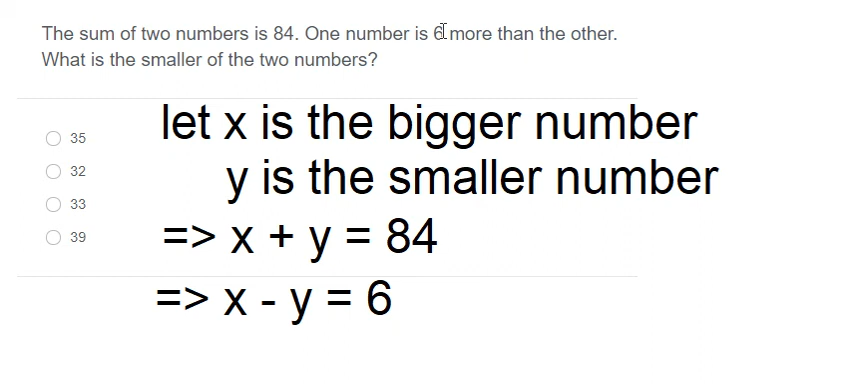 The sum of two numbers is 84. One number is 6 more than the other.
What is the smaller of the two numbers?
35
32
33
39
let x is the bigger number
y is the smaller number
=> x + y = 84
=> x - y = 6